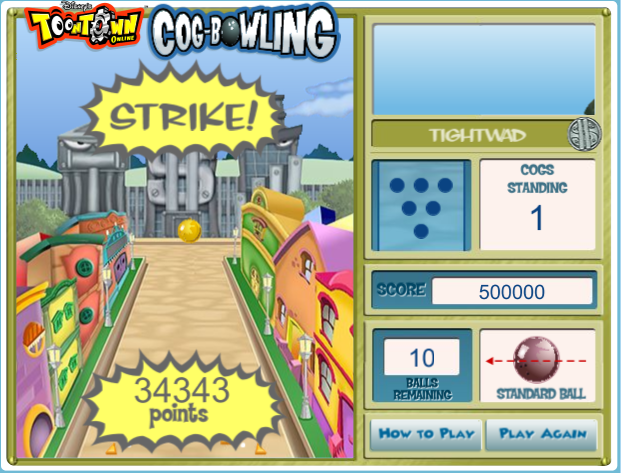 Disney's
TOONTOWN
ONLINE
COG-BOWLING
STRIKE!
34343
points
TIGHTWAD
COGS
STANDING
1
SCORE
500000
10
BALLS
REMAINING
STANDARD BALL
HOW TO PLAY
PLAY AGAIN